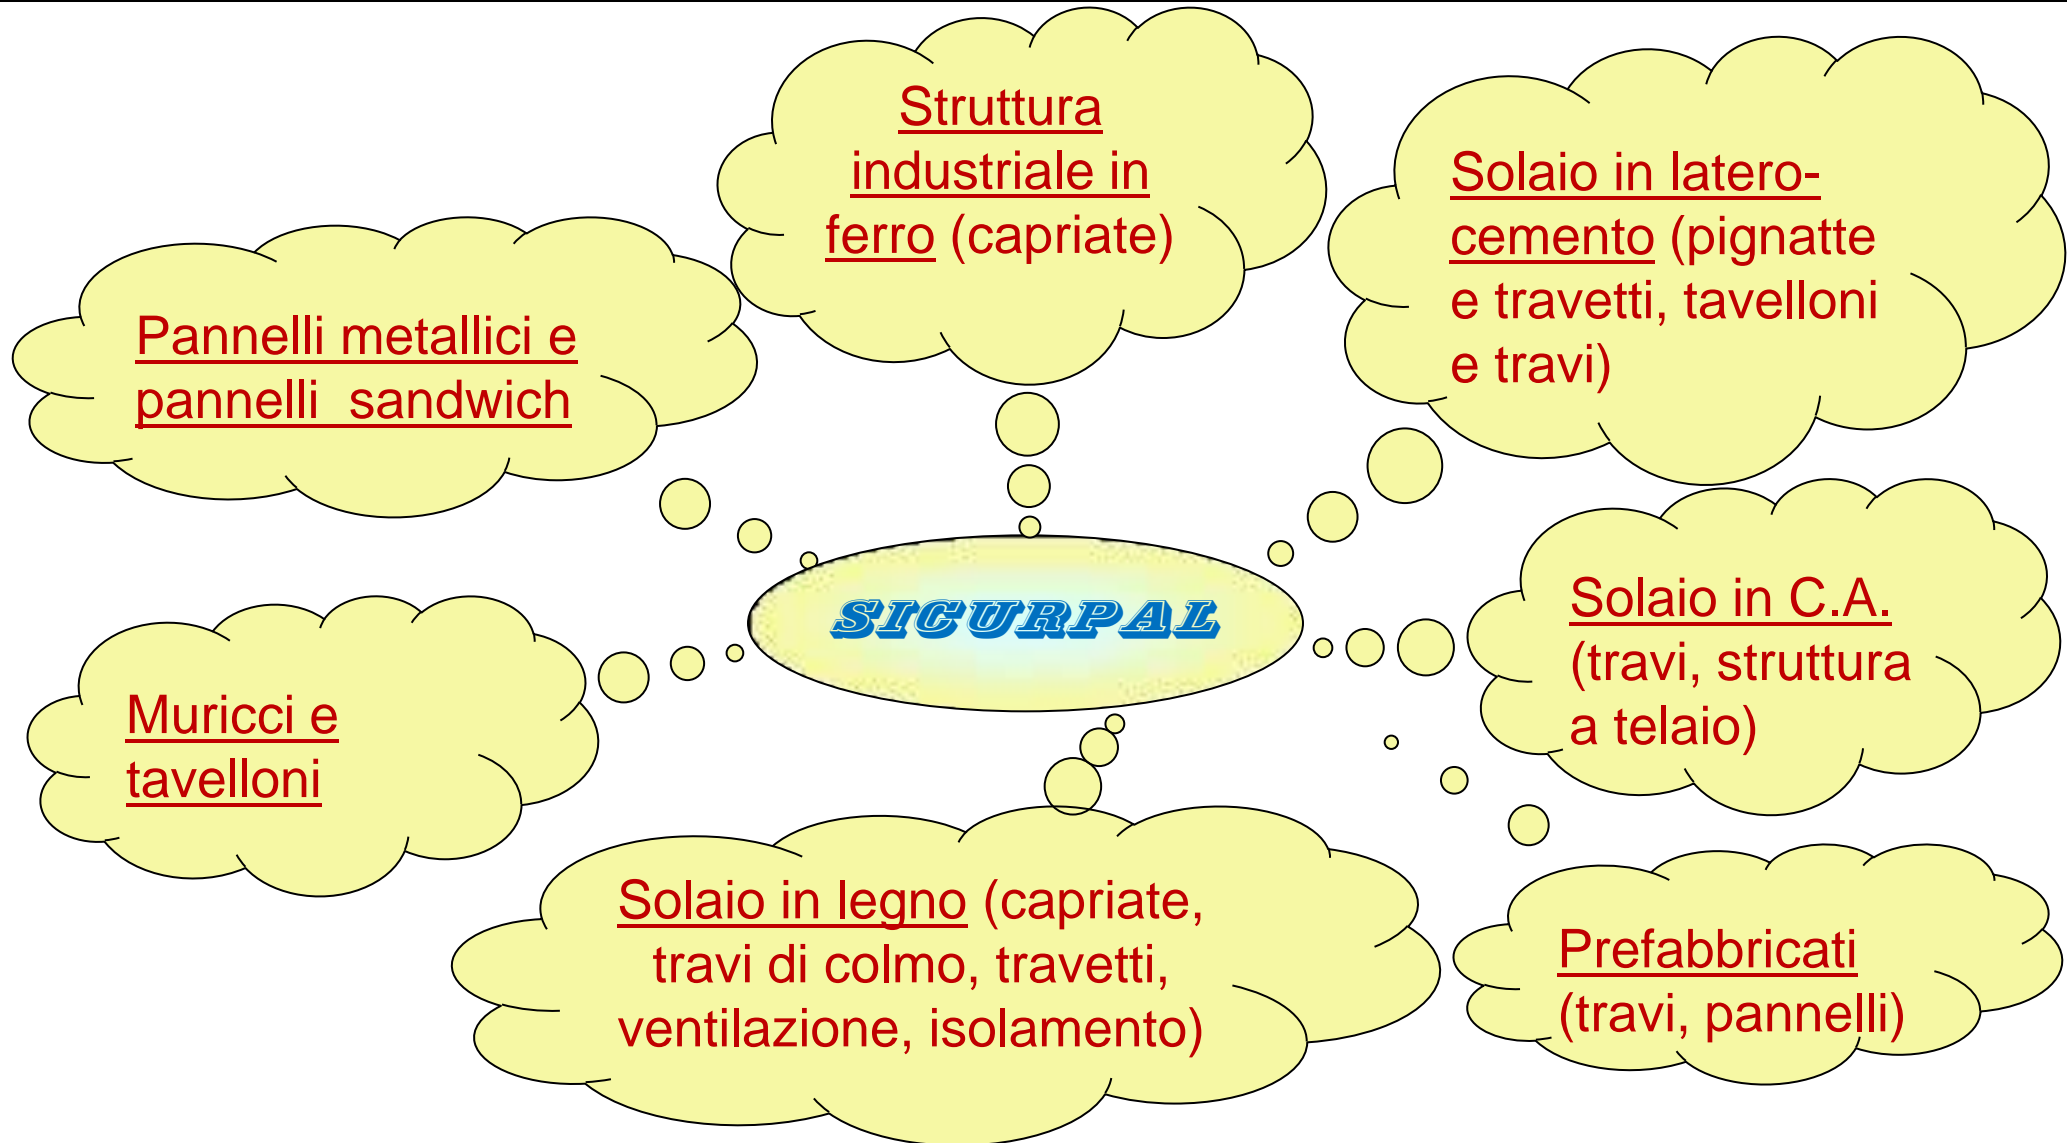 Struttura
industriale in
ferro (capriate)
Solaio in latero-
cemento (pignatte
e travetti, tavelloni
e travi)
Pannelli metallici e
pannelli  sandwich
SICURPAL
Solaio in C.A.
(travi, struttura
a telaio)
Muricci e
tavelloni
Solaio in legno (capriate,
travi di colmo, travetti,
ventilazione, isolamento)
Prefabbricati
(travi, pannelli)